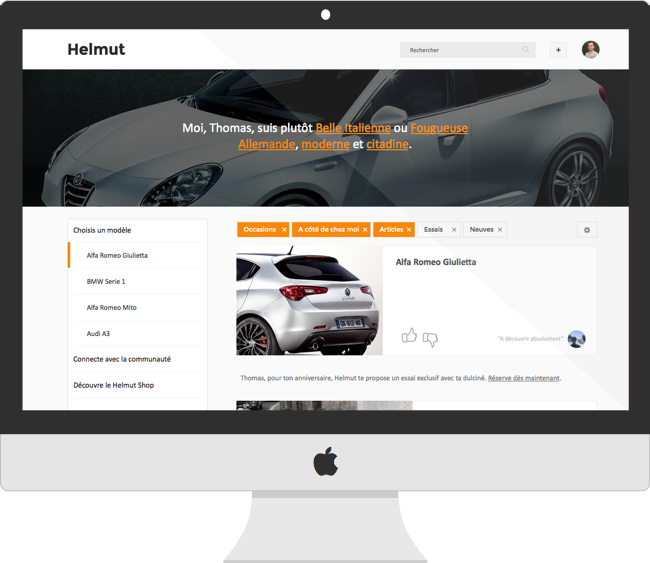 Helmut
Rechercher
Moi, Thomas, suis plutôt Belle Italienne ou Fougueuse
Allemande, moderne et citadine.
Choisis un modèle
Alfa Romeo Giulietta
BMW Serie 1
Alfa Romeo Mito
Audi A3
Connecte avec la communauté
Découvre le Helmut Shop
Occasions
A côté de chez moi
Articles
Essais
Neuves
Alfa Romeo Giulietta
"A découvrir absolument"
Thomas, pour ton anniversaire, Helmut te propose un essai exclusif avec ta dulciné. Réserve dès maintenant.